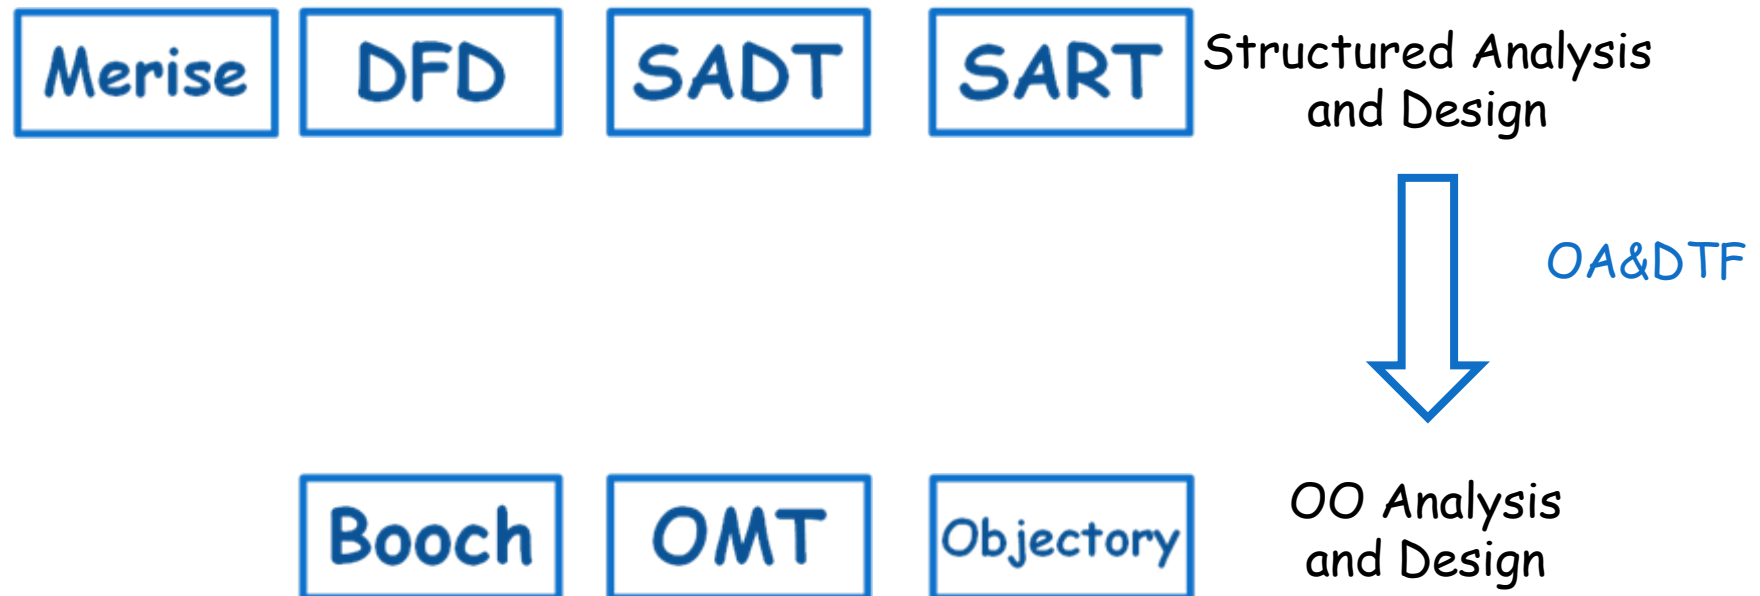 Merise
DFD
SADT
SART
Structured Analysis
and Design
OA&DTF
Booch
OMT
Objectory
OO Analysis
and Design